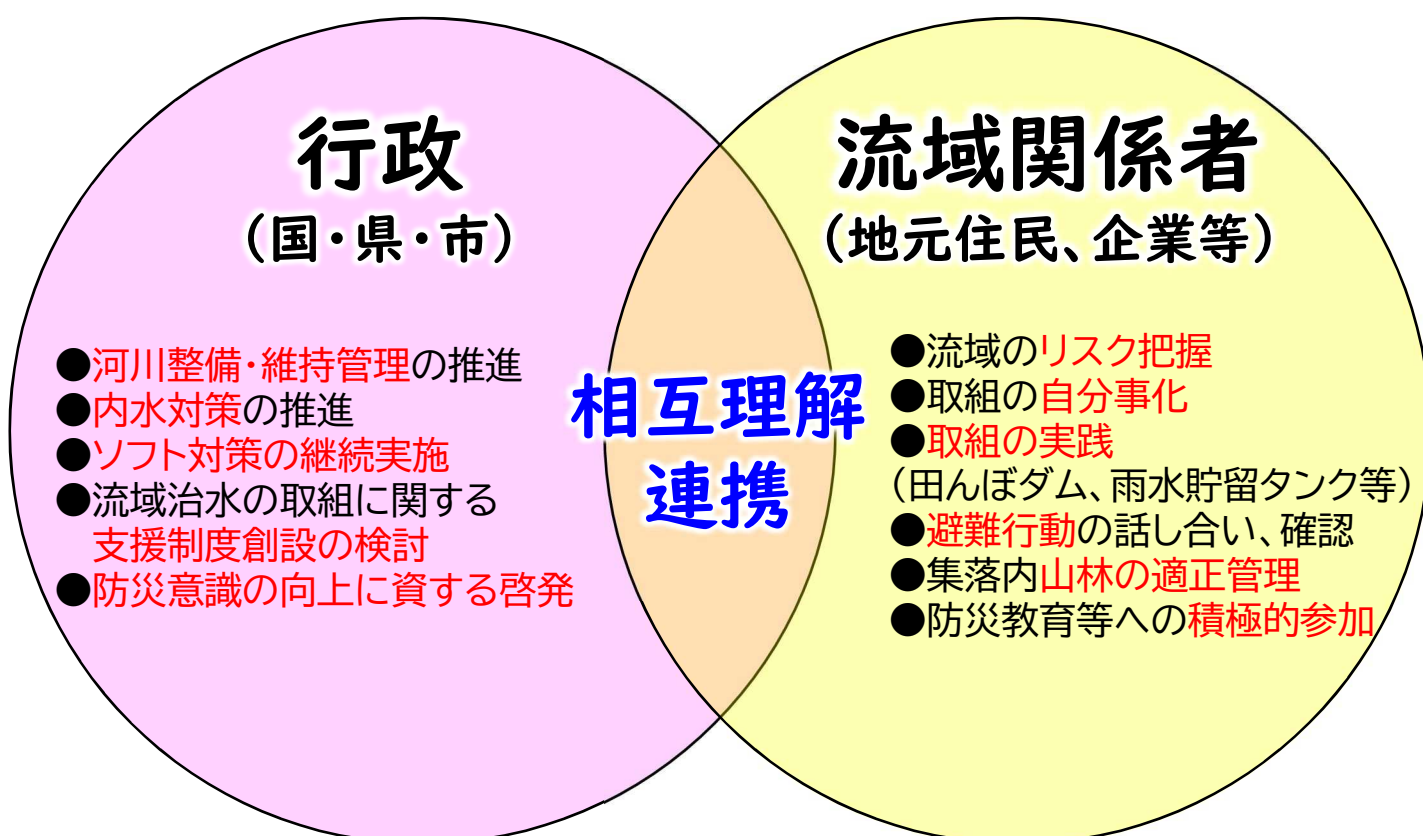 行政
（国・県・市）
●河川整備・維持管理の推進
●内水対策の推進
●ソフト対策の継続実施
●流域治水の取組に関する
支援制度創設の検討
●防災意識の向上に資する啓発
相互理解
連携
流域関係者
（地元住民、企業等）
●流域のリスク把握
●取組の自分事化
●取組の実践
（田んぼダム、雨水貯留タンク等）
●避難行動の話し合い、確認
●集落内山林の適正管理
●防災教育等への積極的参加